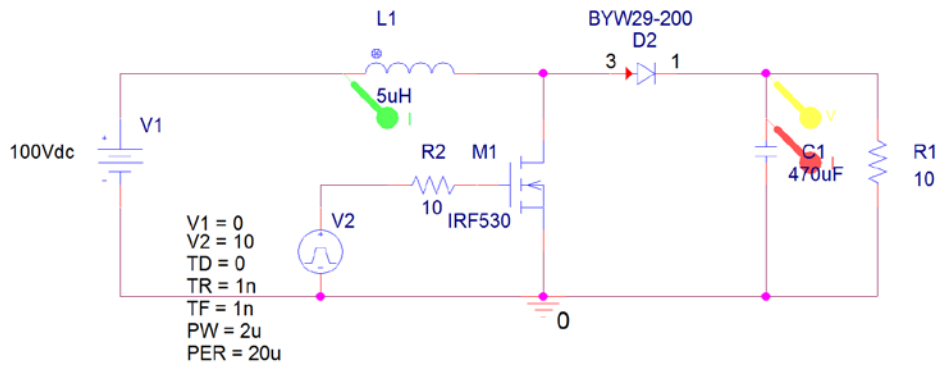 L1
BYW29-200
D2
3
1
5uH
I
V
V1
100Vdc
R2
M1
C1
I
R1
10
470uF
10
V2
IRF530
V1 = 0
V2 = 10
TD = 0
TR = 1n
TF = 1n
PW = 2u
PER = 20u
0